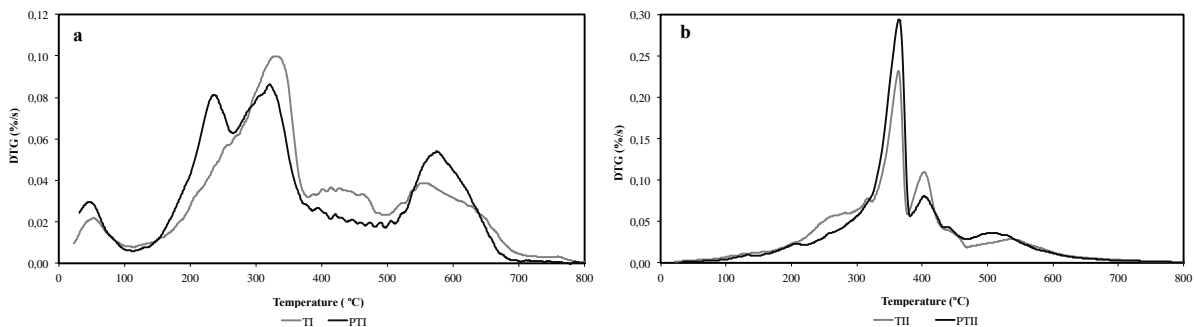 a
DTG (%/s)
0,12
0,10
0,08
0,06
0,04
0,02
0,00
0 100 200 300 400 500 600 700 800
Temperature ( °C)
TI PTI
b
DTG (%/s)
0,30
0,25
0,20
0,15
0,10
0,05
0,00
0 100 200 300 400 500 600 700 800
Temperature (°C)
TII PTII